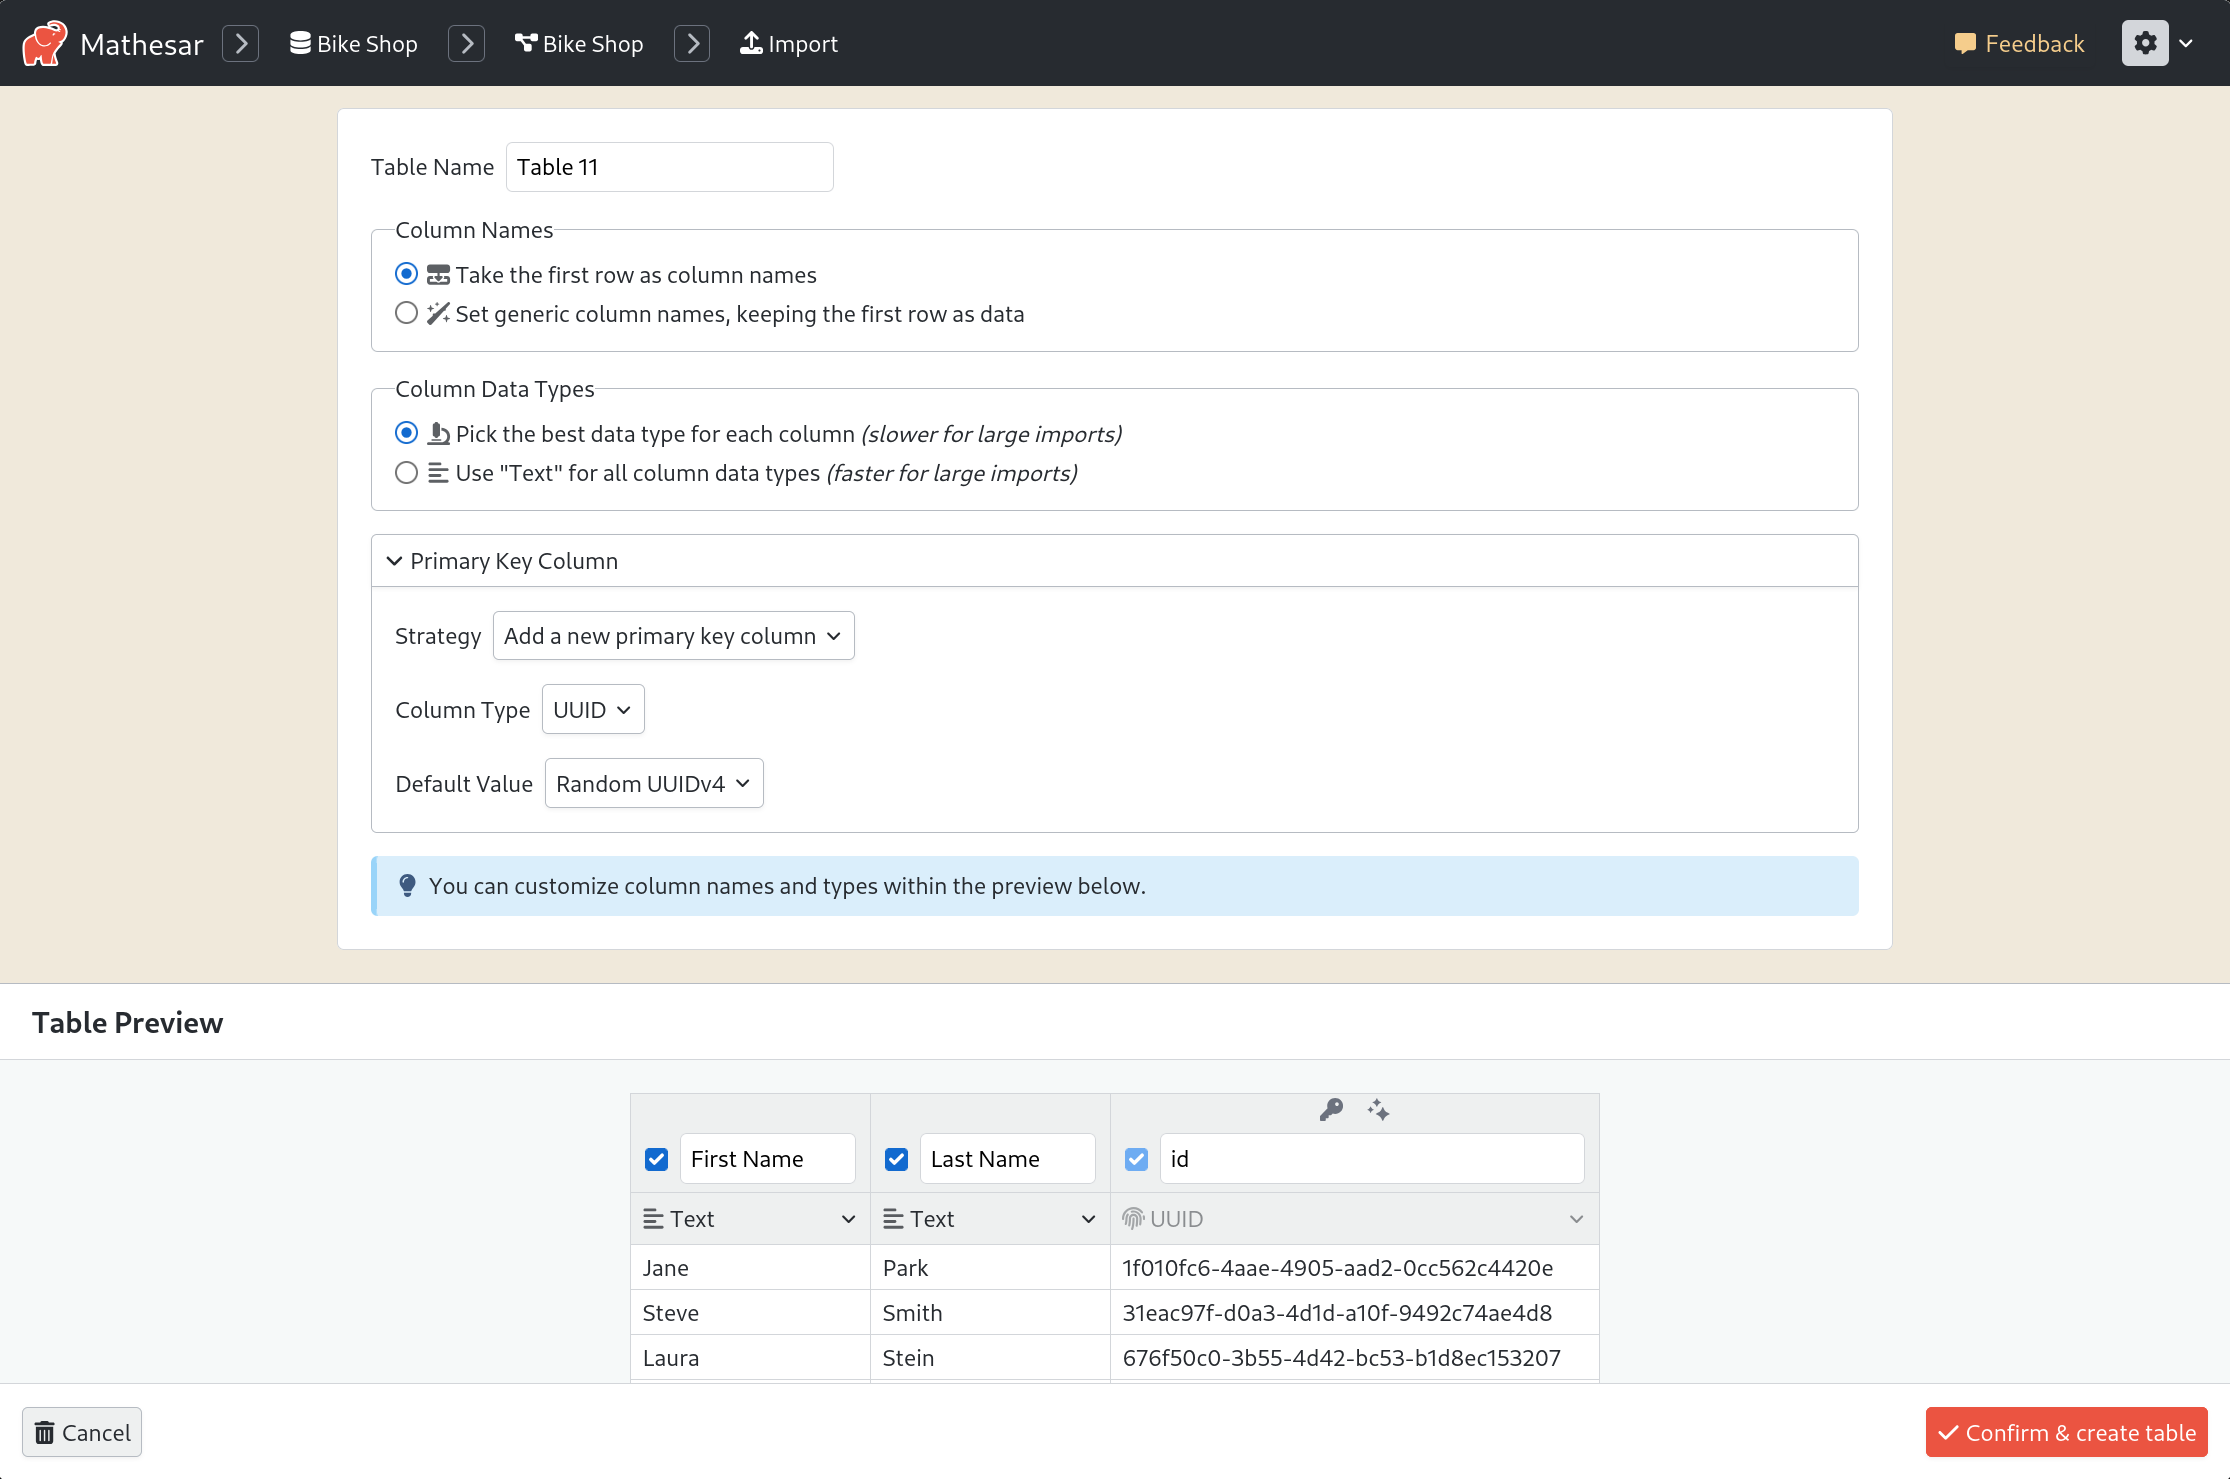 Mathesar Bike Shop Bike Shop Import Feedback
Table Name Table 11
Column Names
Take the first row as column names
Set generic column names, keeping the first row as data
Column Data Types
Pick the best data type for each column (slower for large imports)
Use "Text" for all column data types (faster for large imports)
Primary Key Column
Strategy Add a new primary key column
Column Type UUID
Default Value Random UUIDv4
You can customize column names and types within the preview below.
Table Preview
First Name Last Name id
Text Text UUID
Jane Park 1f010fc6-4aae-4905-aad2-0cc562c4420e
Steve Smith 31eac97f-d0a3-4d1d-a10f-9492c74ae4d8
Laura Stein 676f50c0-3b55-4d42-bc53-b1d8ec153207
Cancel Confirm & create table